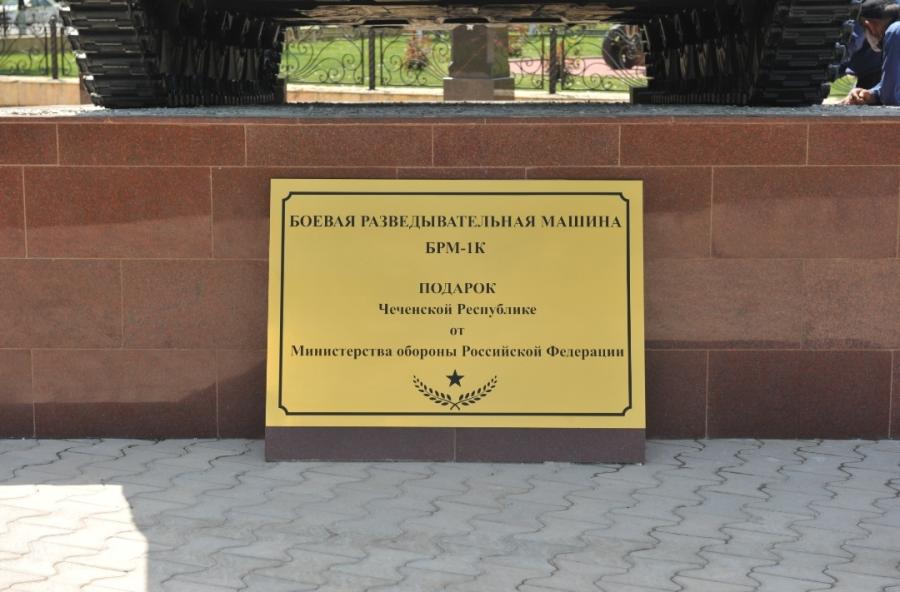 БОЕВАЯ РАЗВЕДЫВАТЕЛЬНАЯ МАШИНА
БРМ-1К
ПОДАРОК
Чеченской Республике
от
Министерства обороны Российской Федерации